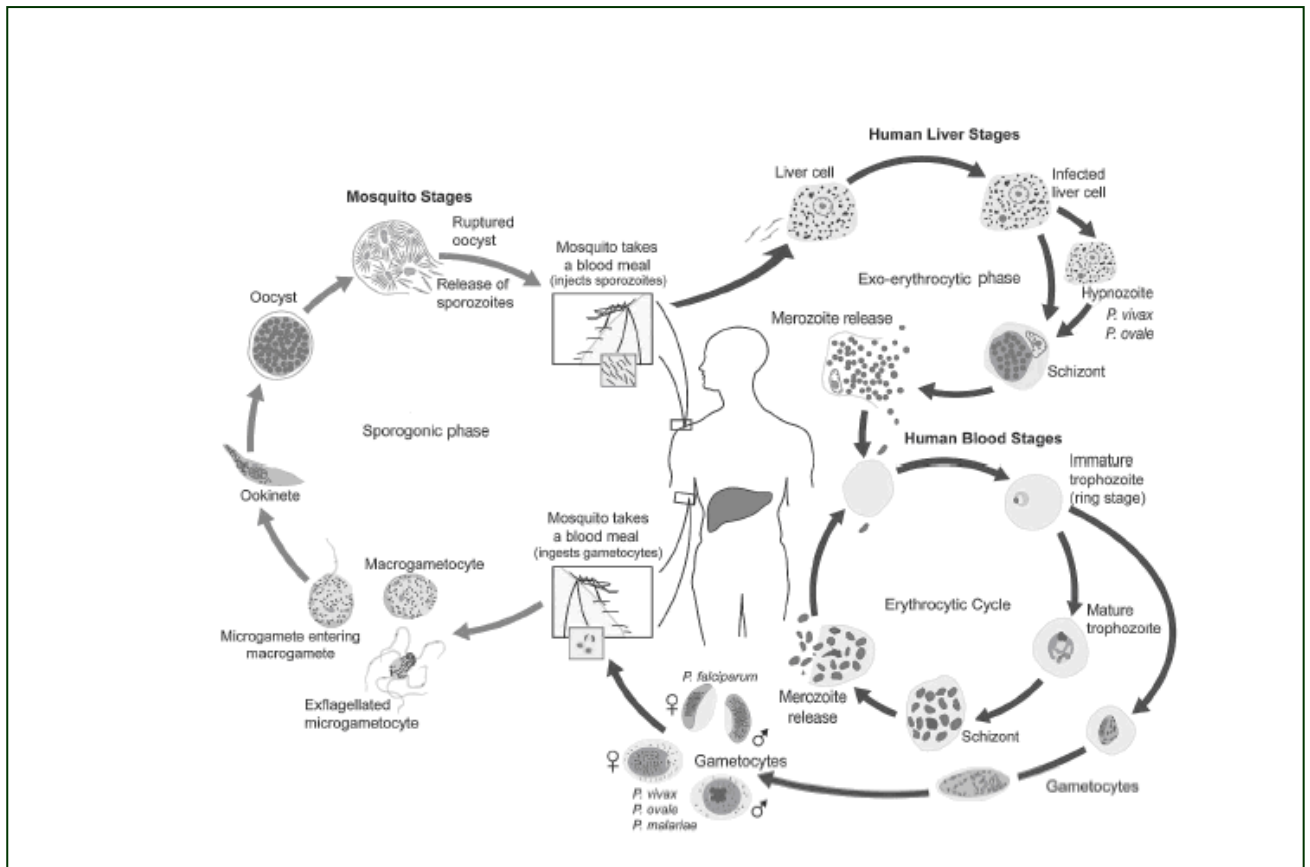 Human Liver Stages
Liver cell
Infected
liver cell
Mosquito Stages
Ruptured
oocyst
Mosquito takes
a blood meal
(injects sporozoites)
Exo-erythrocytic phase
Release of
sporozoites
Oocyst
Hypnozoite
P. vivax
P. ovale
Merozoite release
Schizont
Sporogonic phase
Human Blood Stages
Immature
trophozoite
(ring stage)
Ookinete
Mosquito takes
a blood meal
(ingests gametocytes)
Macrogametocyte
Erythrocytic Cycle
Mature
trophozoite
Microgamete entering
macrogamete
P. falciparum
Exflagellated
microgametocyte
Merozoite
release
Schizont
♀
♂
Gametocytes
♀
♂
P. vivax
P. ovale
P. malariae
Gametocytes